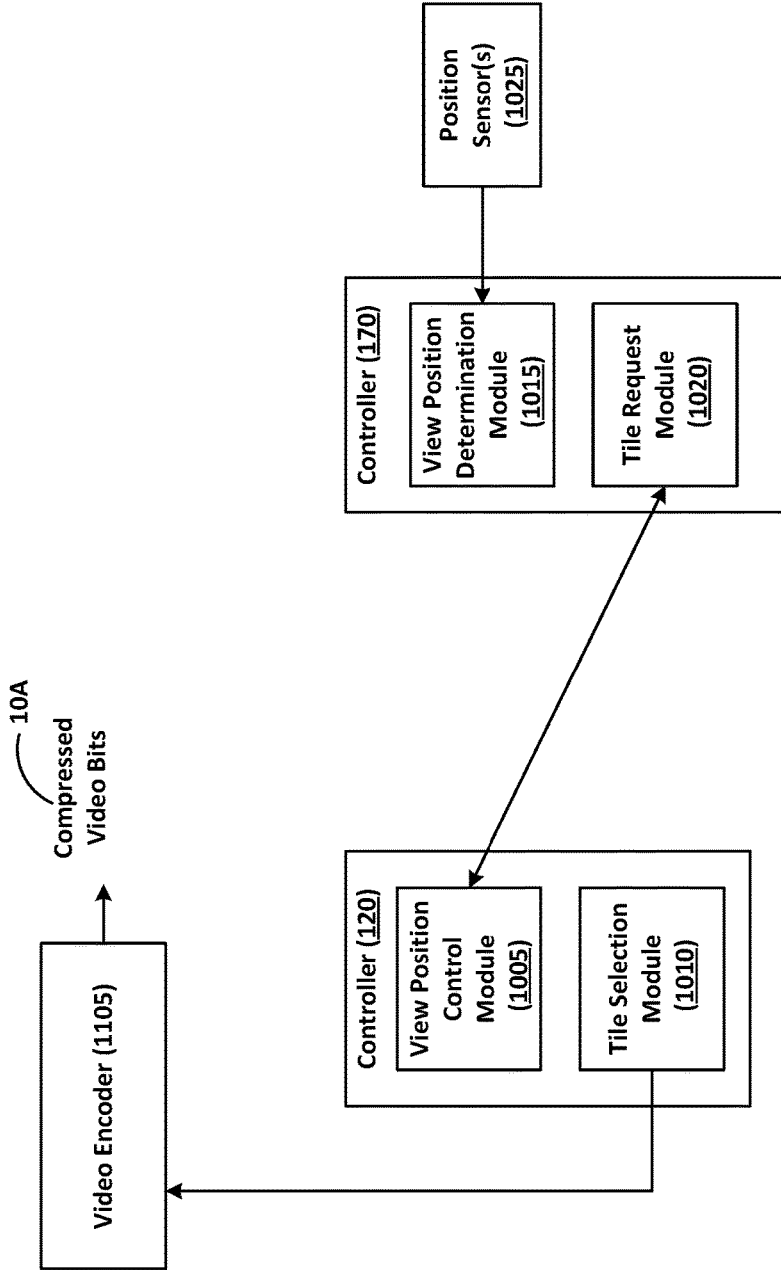 Video Encoder (1105)
10A
Compressed
Video Bits
Controller (120)
View Position
Control
Module
(1005)
Tile Selection
Module
(1010)
Controller (170)
View Position
Determination
Module
(1015)
Tile Request
Module
(1020)
Position
Sensor(s)
(1025)